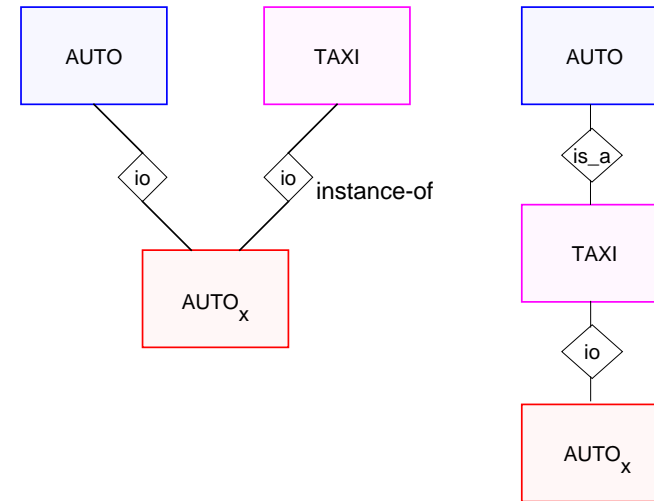 AUTO
TAXI
AUTO
io
io
instance-of
is_a
AUTOx
TAXI
io
AUTOx